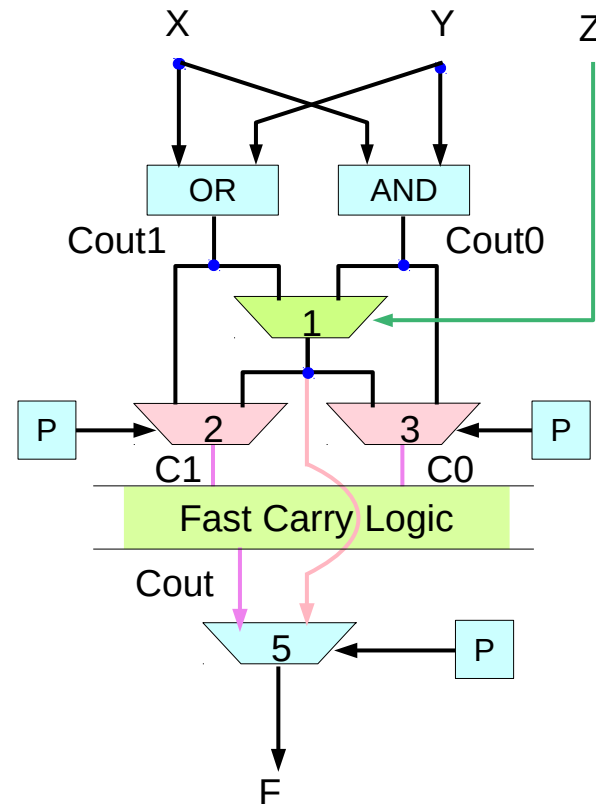 X Y Z
OR AND
Cout1 Cout0
1
P 2 3 P
C1 C0
Fast Carry Logic
Cout
5 P
F